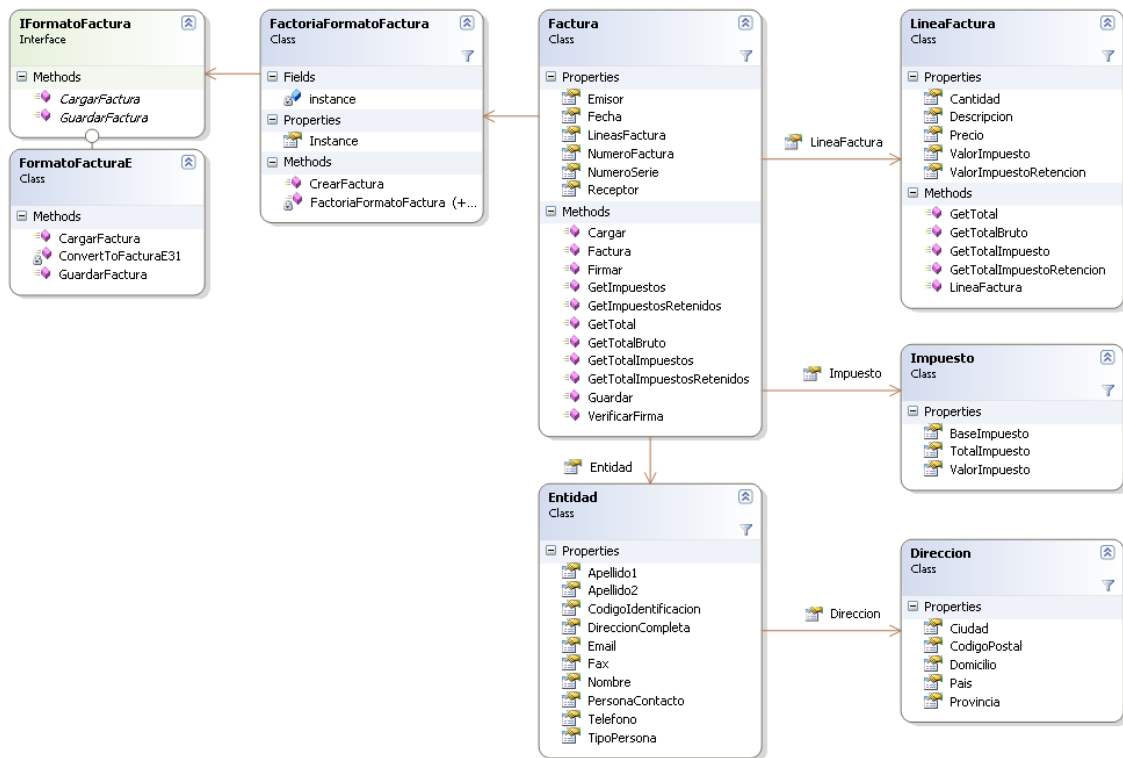 IFormatoFactura
Interface
Methods
CargarFactura
GuardarFactura
FormatoFacturaE
Class
Methods
CargarFactura
ConvertToFacturaE31
GuardarFactura
FactoriaFormatoFactura
Class
Fields
instance
Properties
Instance
Methods
CrearFactura
FactoriaFormatoFactura (+...
Factura
Class
Properties
Emisor
Fecha
LineasFactura
NumeroFactura
NumeroSerie
Receptor
Methods
Cargar
Factura
Firmar
GetImpuestos
GetImpuestosRetenidos
GetTotal
GetTotalBruto
GetTotalImpuestos
GetTotalImpuestosRetenidos
Guardar
VerificarFirma
LineaFactura
LineaFactura
Class
Properties
Cantidad
Descripcion
Precio
ValorImpuesto
ValorImpuestoRetencion
Methods
GetTotal
GetTotalBruto
GetTotalImpuesto
GetTotalImpuestoRetencion
LineaFactura
Impuesto
Impuesto
Class
Properties
BaseImpuesto
TotalImpuesto
ValorImpuesto
Entidad
Entidad
Class
Properties
Apellido1
Apellido2
CodigoIdentificacion
DireccionCompleta
Email
Fax
Nombre
PersonaContacto
Telefono
TipoPersona
Direccion
Direccion
Class
Properties
Ciudad
CodigoPostal
Domicilio
Pais
Provincia